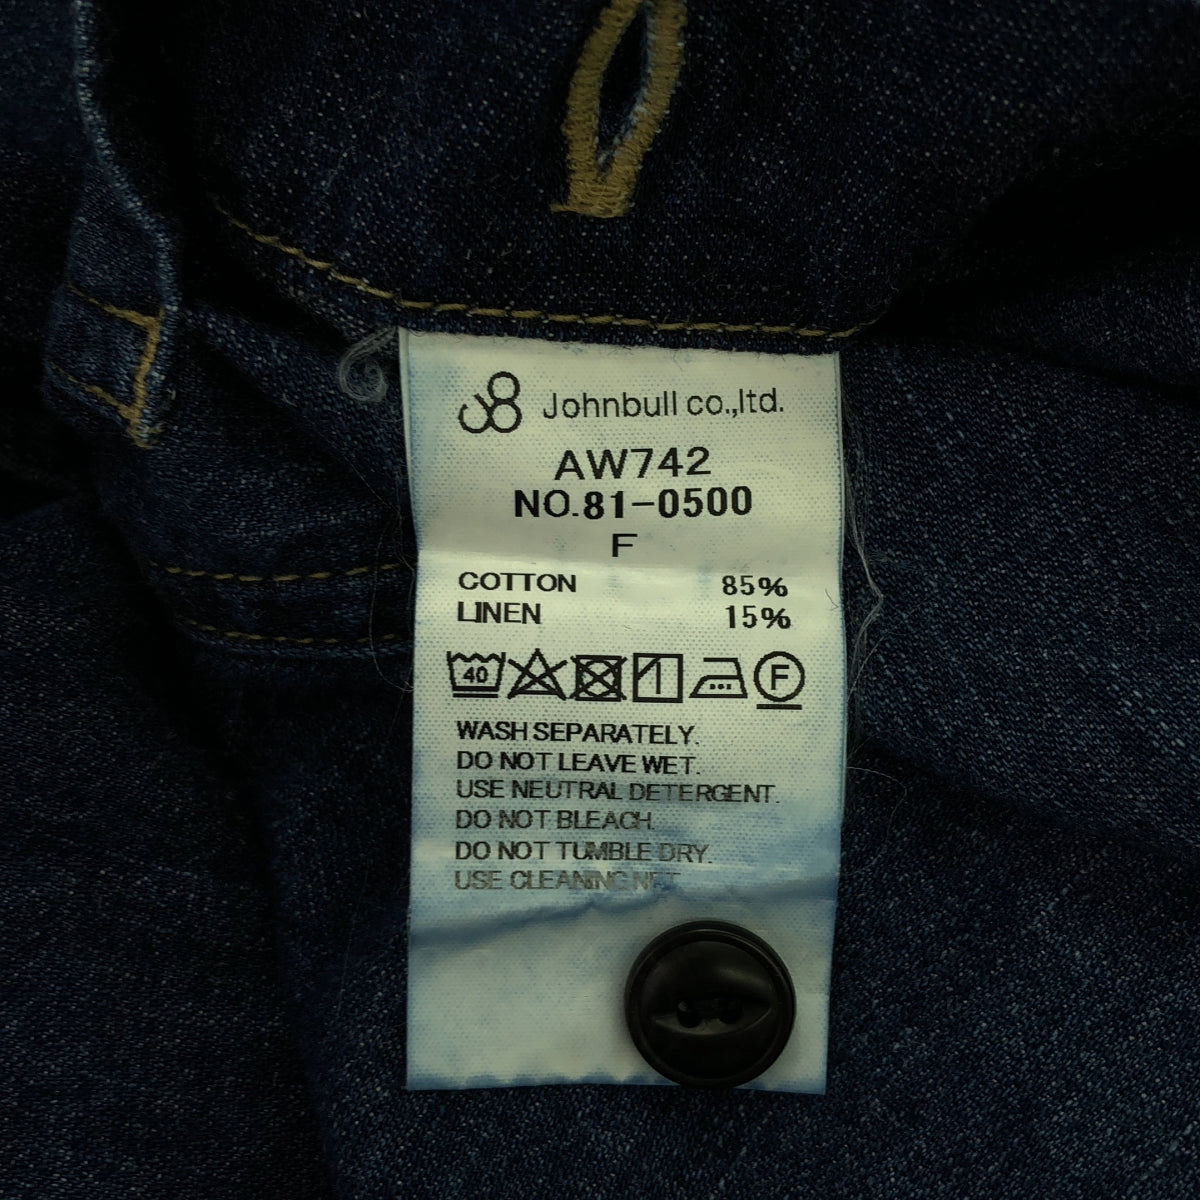 Johnbull co.,ltd.
AW742
NO.81-0500
F
COTTON 85%
LINEN 15%
40 F
WASH SEPARATELY.
DO NOT LEAVE WET.
USE NEUTRAL DETERGENT.
DO NOT BLEACH.
DO NOT TUMBLE DRY.
USE CLEANING NET.